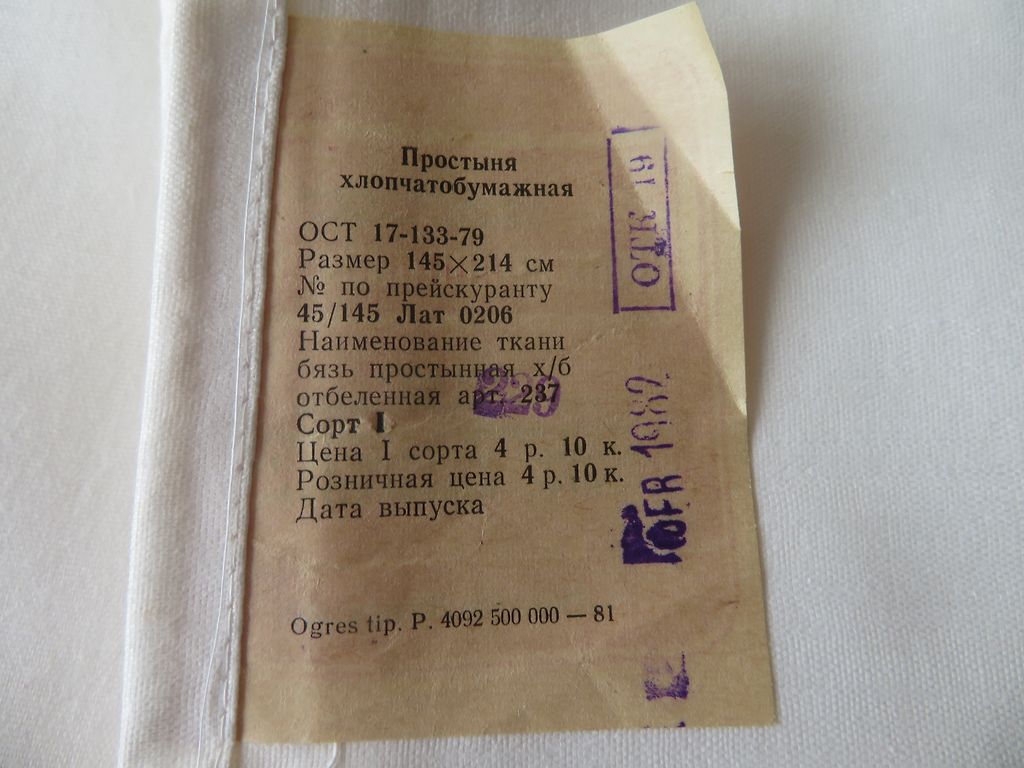 Простыня
хлопчатобумажная
ОСТ 17-133-79
Размер 145×214 см
№ по прейскуранту
45/145 Лат 0206
Наименование ткани
бязь простынная х/б
отбеленная арт. 237
Сорт I
Цена I сорта 4 р. 10 к.
Розничная цена 4 р. 10 к.
Дата выпуска
Ogres tip. P. 4092 500 000 — 81
ОТК 19
1982
229